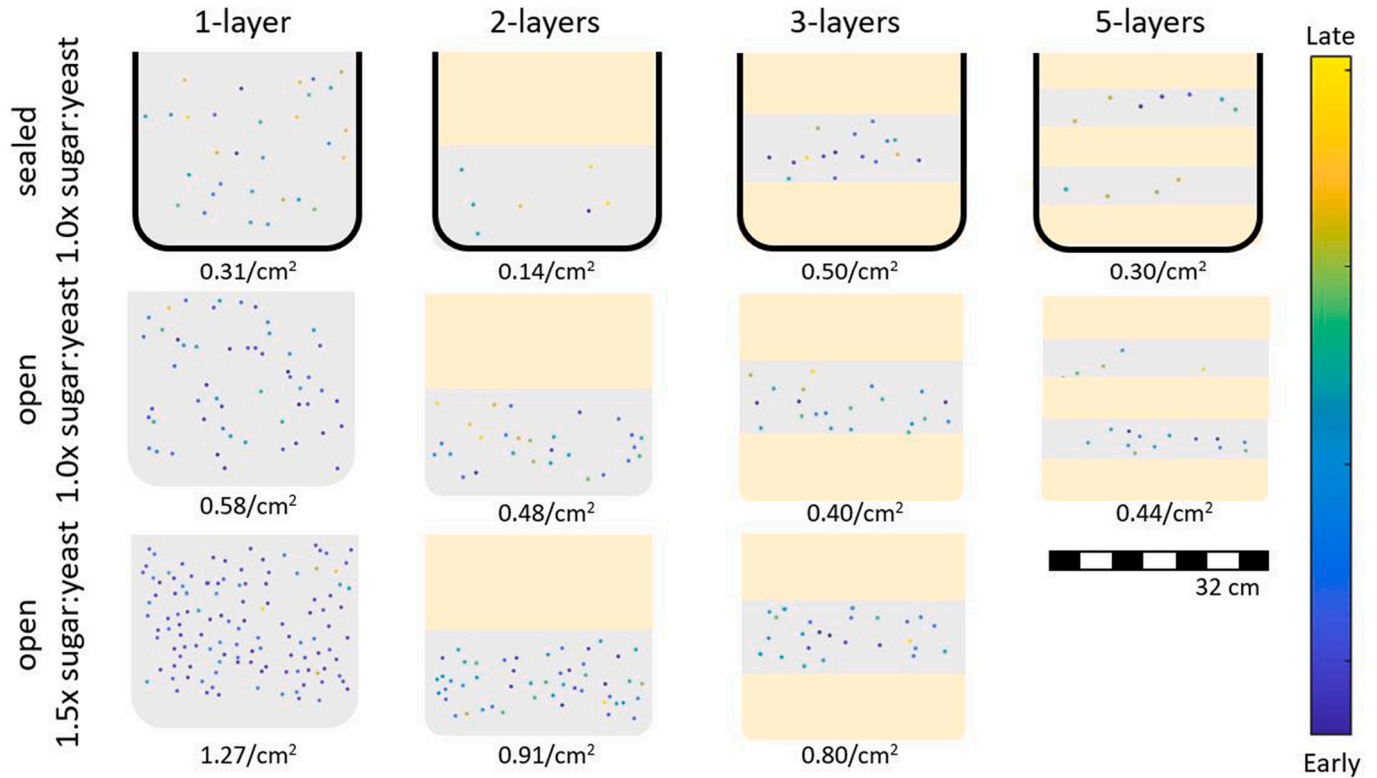 1-layer
2-layers
3-layers
5-layers
Late
sealed
1.0x sugar:yeast
0.31/cm²
0.14/cm²
0.50/cm²
0.30/cm²
open
1.0x sugar:yeast
0.58/cm²
0.48/cm²
0.40/cm²
0.44/cm²
open
1.5x sugar:yeast
32 cm
1.27/cm²
0.91/cm²
0.80/cm²
Early